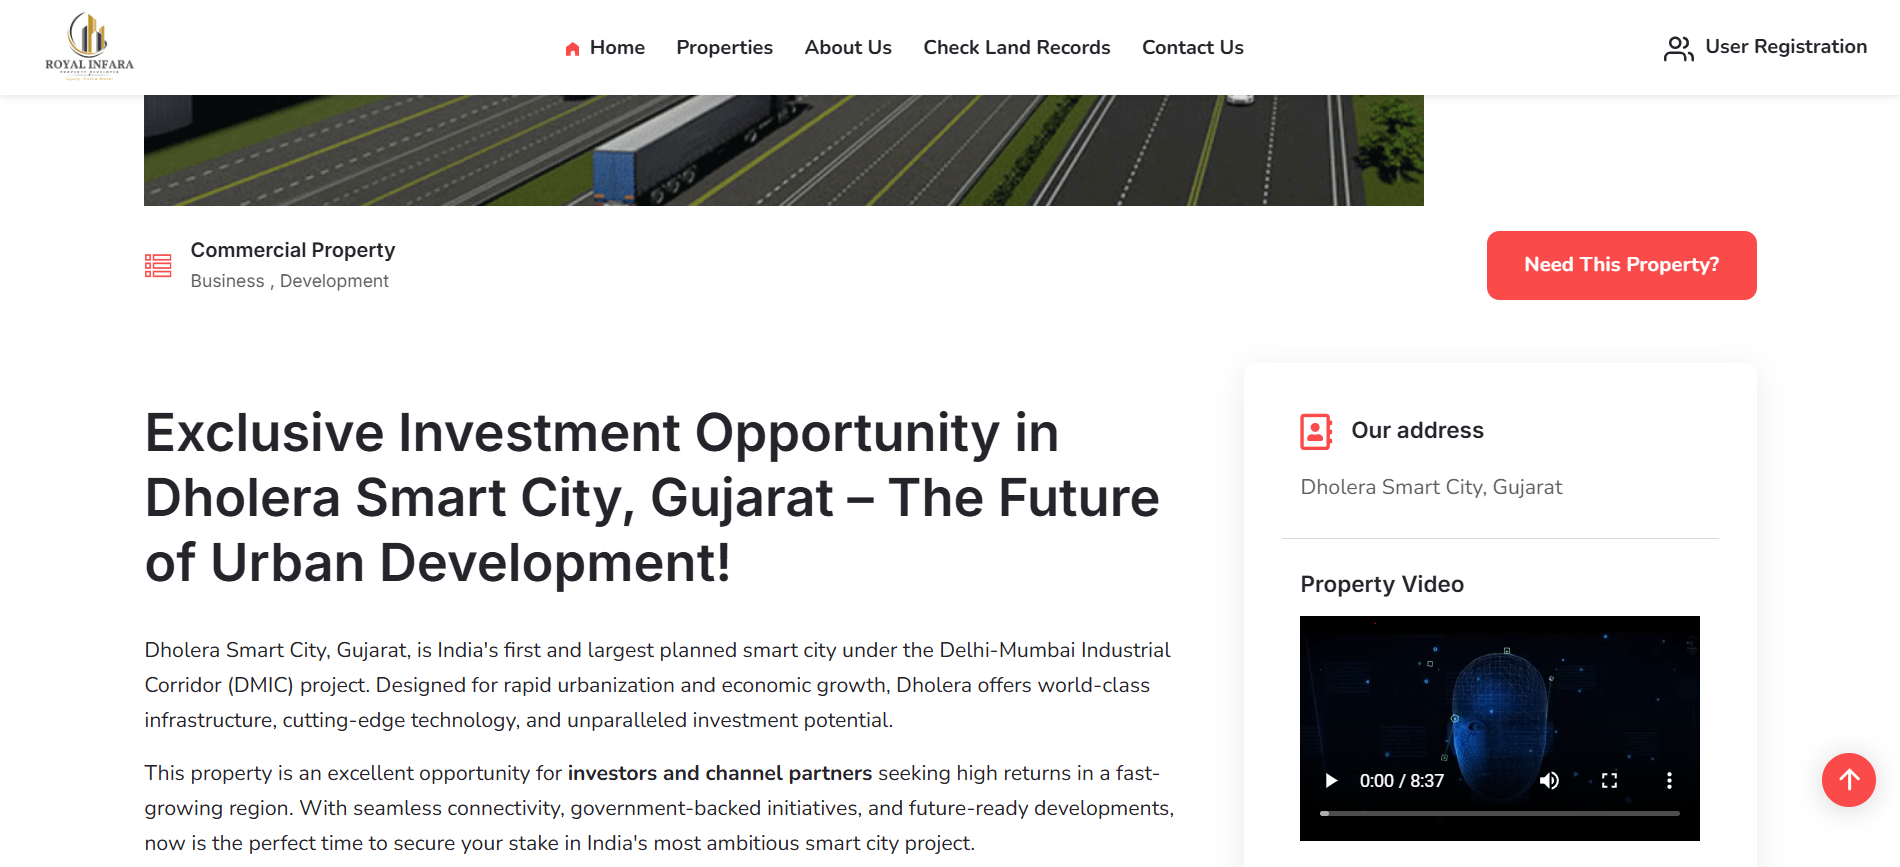 ROYAL INFARA
Home
Properties
About Us
Check Land Records
Contact Us
User Registration
Commercial Property
Business , Development
Need This Property?
Exclusive Investment Opportunity in
Dholera Smart City, Gujarat – The Future
of Urban Development!
Dholera Smart City, Gujarat, is India's first and largest planned smart city under the Delhi-Mumbai Industrial
Corridor (DMIC) project. Designed for rapid urbanization and economic growth, Dholera offers world-class
infrastructure, cutting-edge technology, and unparalleled investment potential.
This property is an excellent opportunity for investors and channel partners seeking high returns in a fast-
growing region. With seamless connectivity, government-backed initiatives, and future-ready developments,
now is the perfect time to secure your stake in India's most ambitious smart city project.
Our address
Dholera Smart City, Gujarat
Property Video
0:00 / 8:37